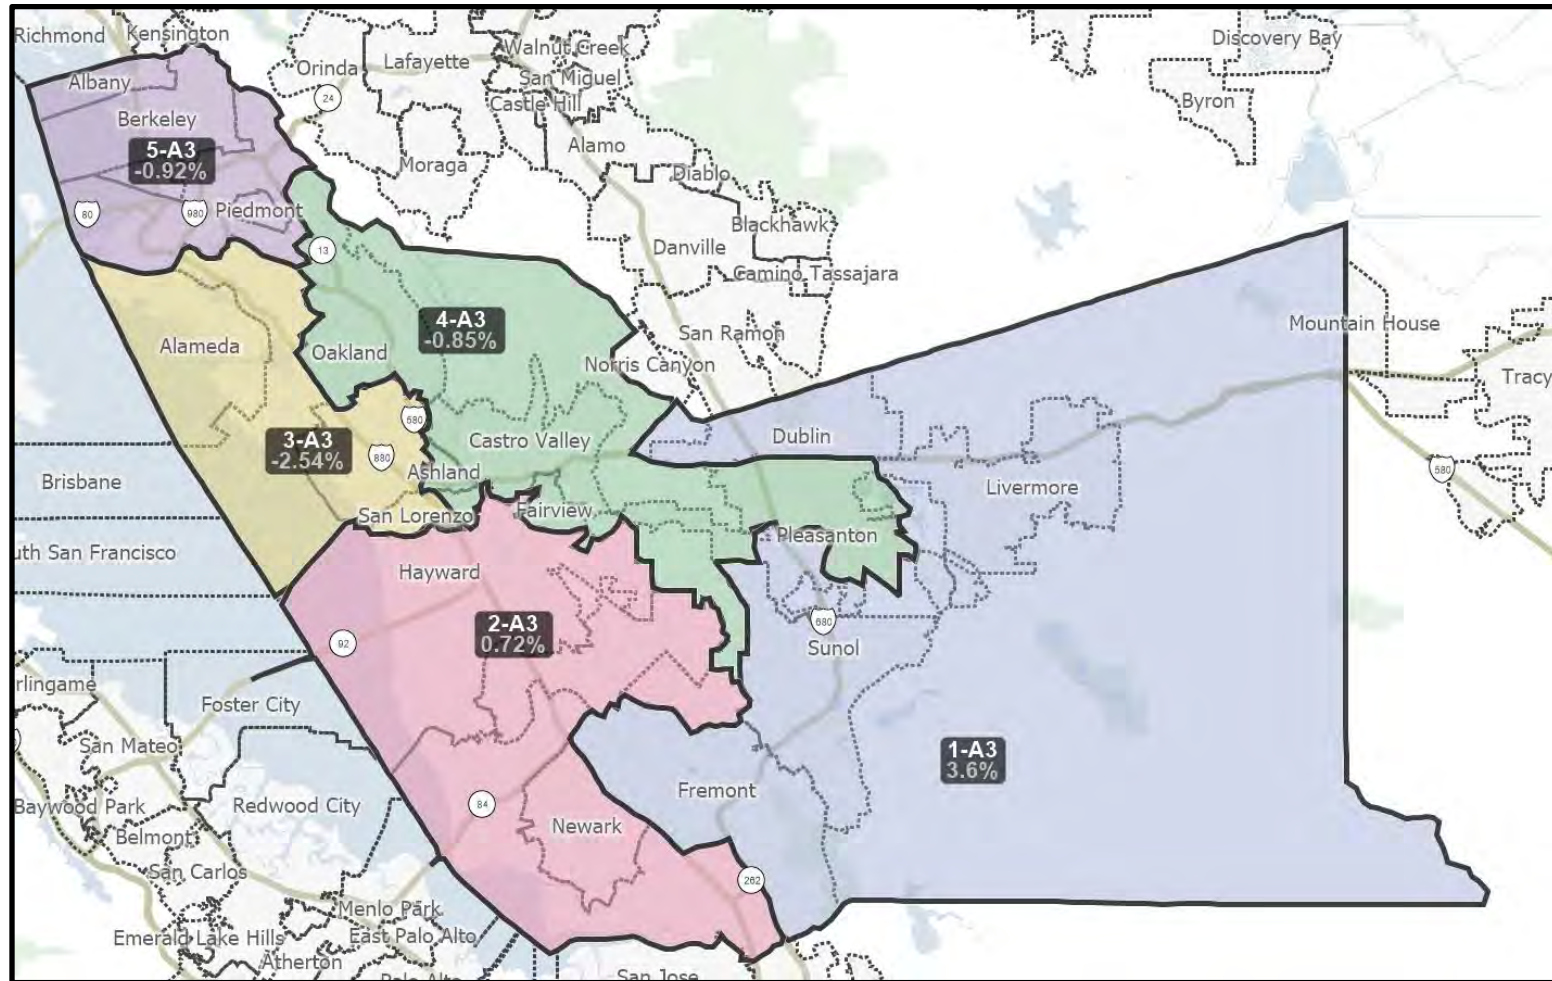 Richmond
Kensington
Albany
Berkeley
5-A3
-0.92%
80
980
Piedmont
Orinda
Lafayette
Walnut Creek
San Miguel
Castle Hill
24
Moraga
Alamo
Diablo
Blackhawk
Danville
Camino Tassajara
San Ramon
Norris Canyon
Discovery Bay
Byron
Mountain House
Tracy
580
13
4-A3
-0.85%
Alameda
Oakland
3-A3
-2.54%
580
880
Castro Valley
Ashland
San Lorenzo
Fairview
Dublin
Livermore
Pleasanton
Brisbane
uth San Francisco
Hayward
2-A3
0.72%
92
680
Sunol
rlingame
Foster City
San Mateo
1-A3
3.6%
Fremont
Baywood Park
Redwood City
84
Newark
Belmont
San Carlos
262
Menlo Park
Emerald Lake Hills
East Palo Alto
Atherton
Palo Alto
San Jose